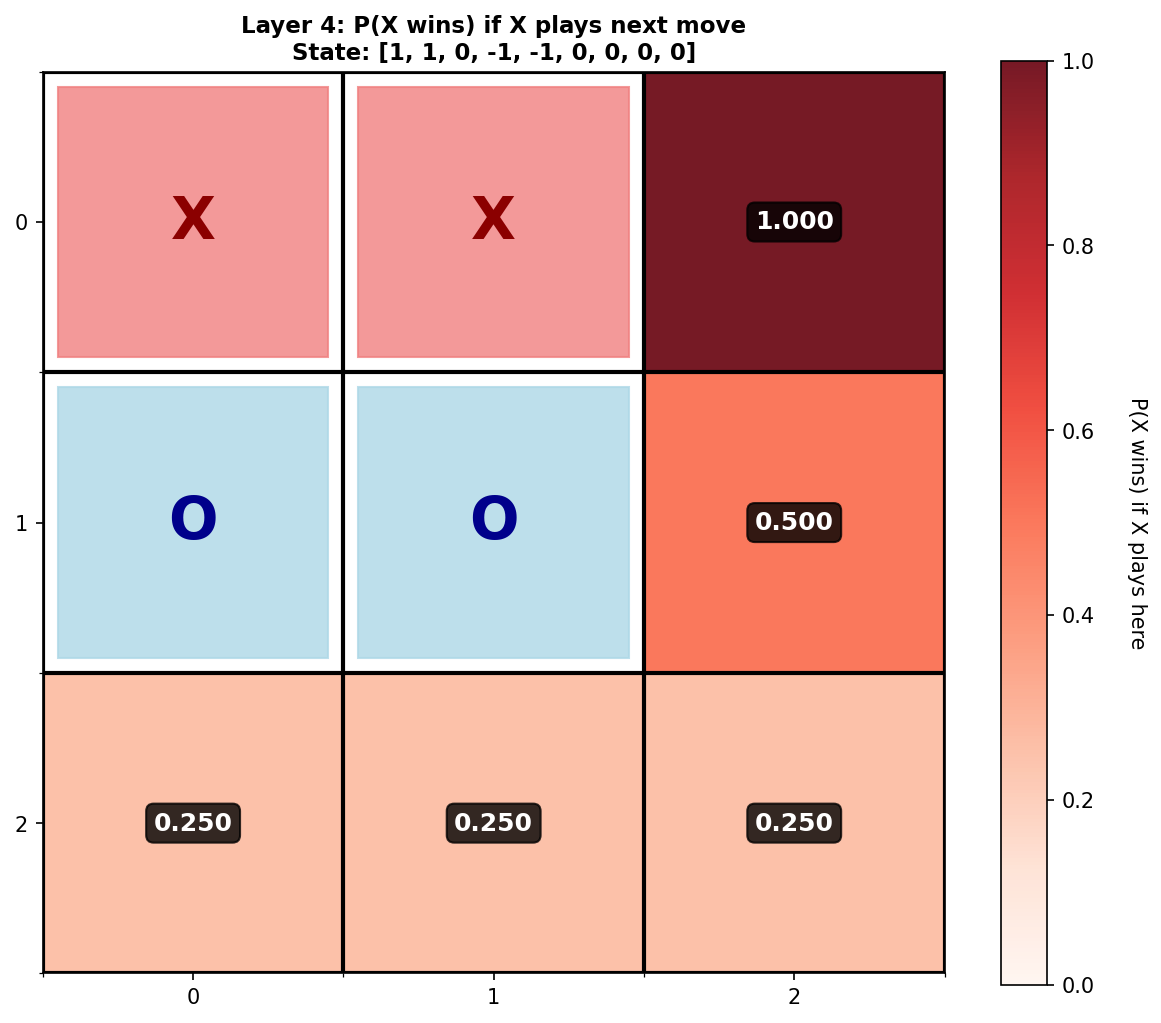 Layer 4: P(X wins) if X plays next move
State: [1, 1, 0, -1, -1, 0, 0, 0, 0]
0
X
X
1.000
1
O
O
0.500
2
0.250
0.250
0.250
0
1
2
1.0
0.8
0.6
0.4
0.2
0.0
P(X wins) if X plays here